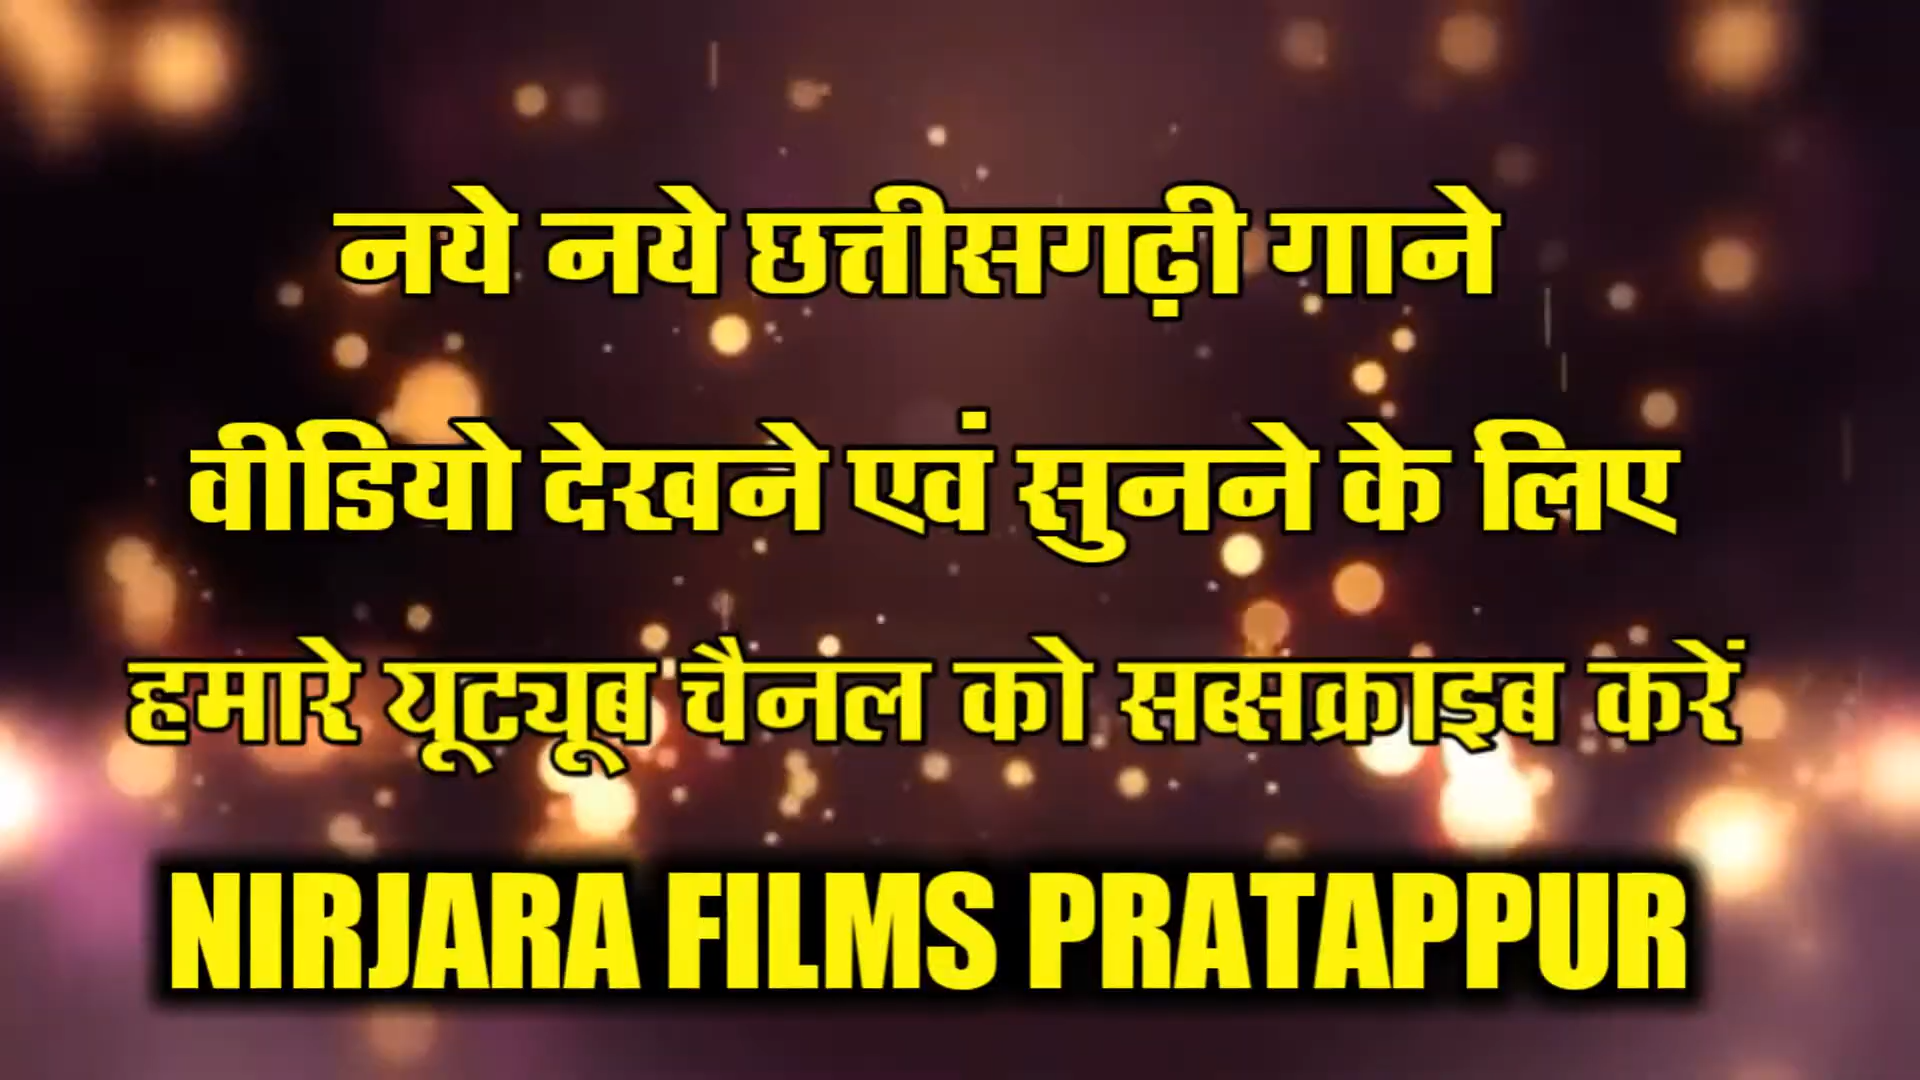 नये नये छत्तीसगढ़ी गाने
वीडियो देखने एवं सुनने के लिए
हमारे यूट्यूब चैनल को सब्सक्राइब करें
NIRJARA FILMS PRATAPPUR